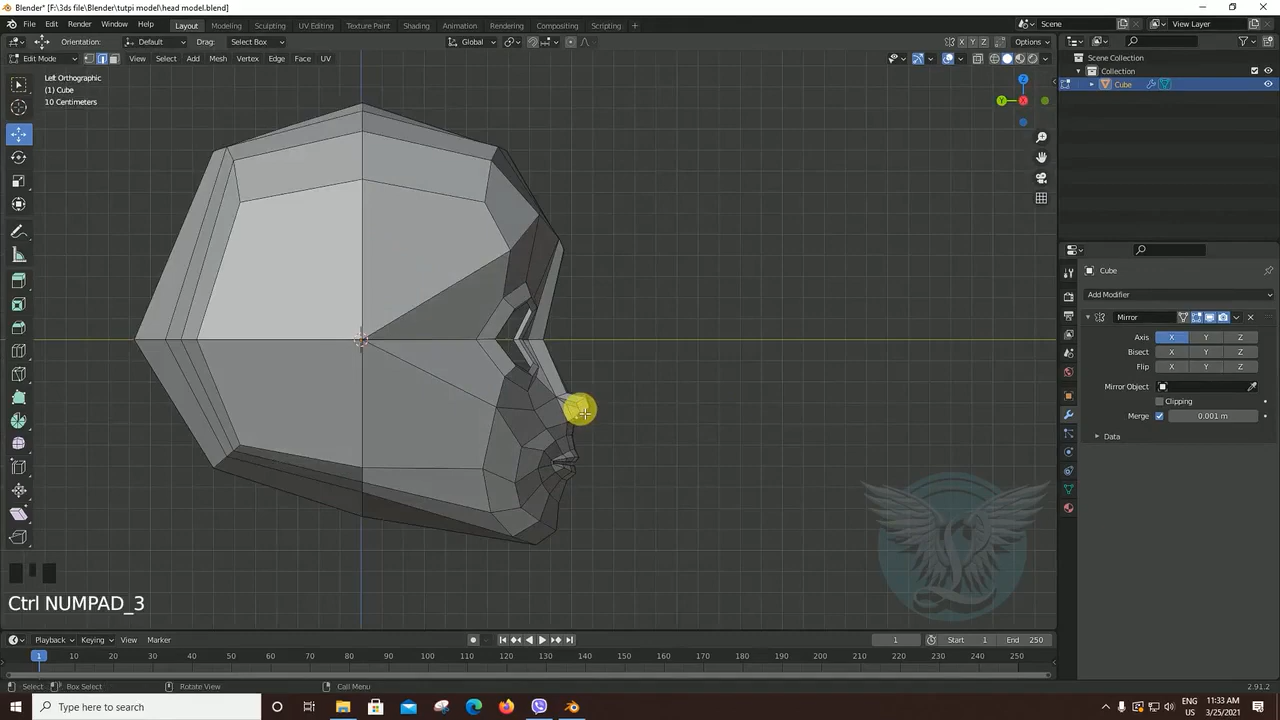 Blender* [F:\3ds file\Blender\tutpi model\head model.blend]
File Edit Render Window Help Layout Modeling Sculpting UV Editing Texture Paint Shading Animation Rendering Compositing Scripting + Scene View Layer
Orientation: Default Drag: Select Box Global X Y Z Options
Edit Mode View Select Add Mesh Vertex Edge Face UV
Scene Collection
Collection
Cube
Left Orthographic
(1) Cube
10 Centimeters
Z
Y X
Cube
Add Modifier
Mirror
Axis X Y Z
Bisect X Y Z
Flip X Y Z
Mirror Object
Clipping
Merge 0.001 m
Data
Ctrl NUMPAD_3
Playback Keying View Marker 1 Start 1 End 250
1 10 20 30 40 50 60 70 80 90 100 110 120 130 140 150 160 170 180 190 200 210 220 230 240 250
Select Box Select Rotate View Call Menu 2.91.2
Type here to search
ENG
US
11:33 AM
3/25/2021